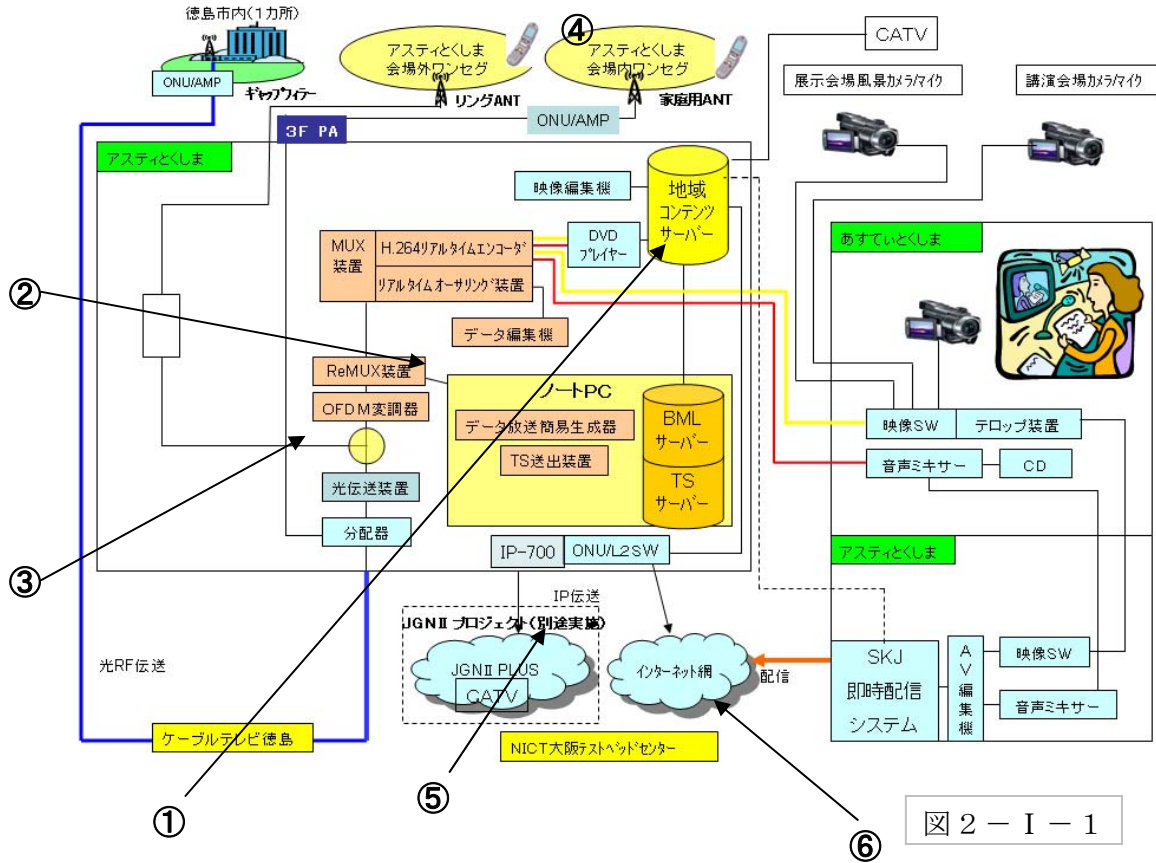 徳島市内(１カ所)
ONU/AMP
ギャップフィラー
アスティとくしま
会場外ワンセグ
リングANT
④
アスティとくしま
会場内ワンセグ
家庭用ANT
ONU/AMP
CATV
展示会場風景カメラ/マイク
講演会場カメラ/マイク
3F PA
アスティとくしま
映像編集機
地域
コンテンツ
サーバー
MUX
装置
H.264リアルタイムエンコーダ
リアルタイムオーサリング装置
DVD
プレイヤー
データ編集機
②
ReMUX装置
OFDM変調器
光伝送装置
分配器
③
ノートPC
データ放送簡易生成器
TS送出装置
BML
サーバー
TS
サーバー
IP-700
ONU/L2SW
あすてぃとくしま
映像SW
テロップ装置
音声ミキサー
CD
アスティとくしま
SKJ
即時配信
システム
AV編集機
映像SW
音声ミキサー
IP伝送
JGNⅡ プロジェクト(別途実施)
JGNⅡ PLUS
CATV
インターネット網
配信
光RF伝送
ケーブルテレビ徳島
NICT大阪テストベッドセンター
①
⑤
⑥
図２－Ｉ－１